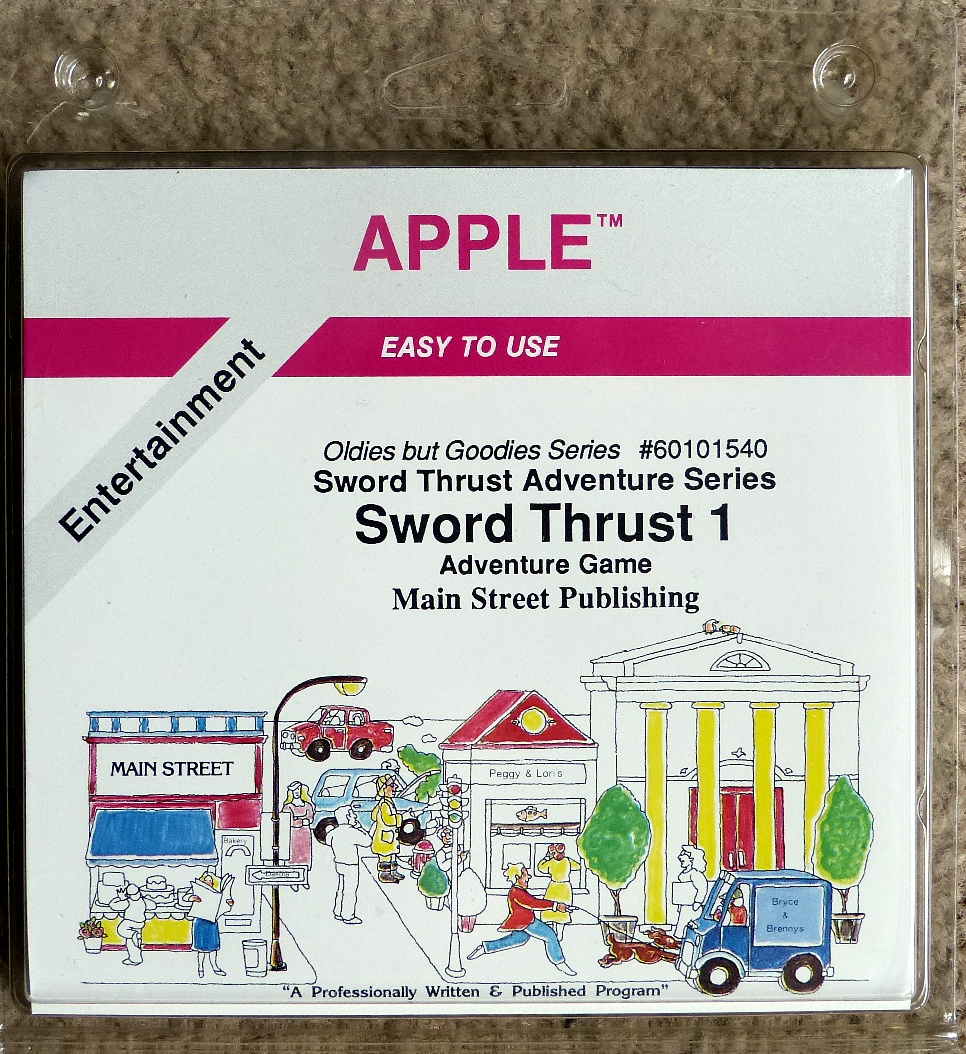 APPLE™
EASY TO USE
Entertainment
Oldies but Goodies Series #60101540
Sword Thrust Adventure Series
Sword Thrust 1
Adventure Game
Main Street Publishing
MAIN STREET
Peggy & Lori's
Bakery
Bryce
&
Brennys
"A Professionally Written & Published Program"